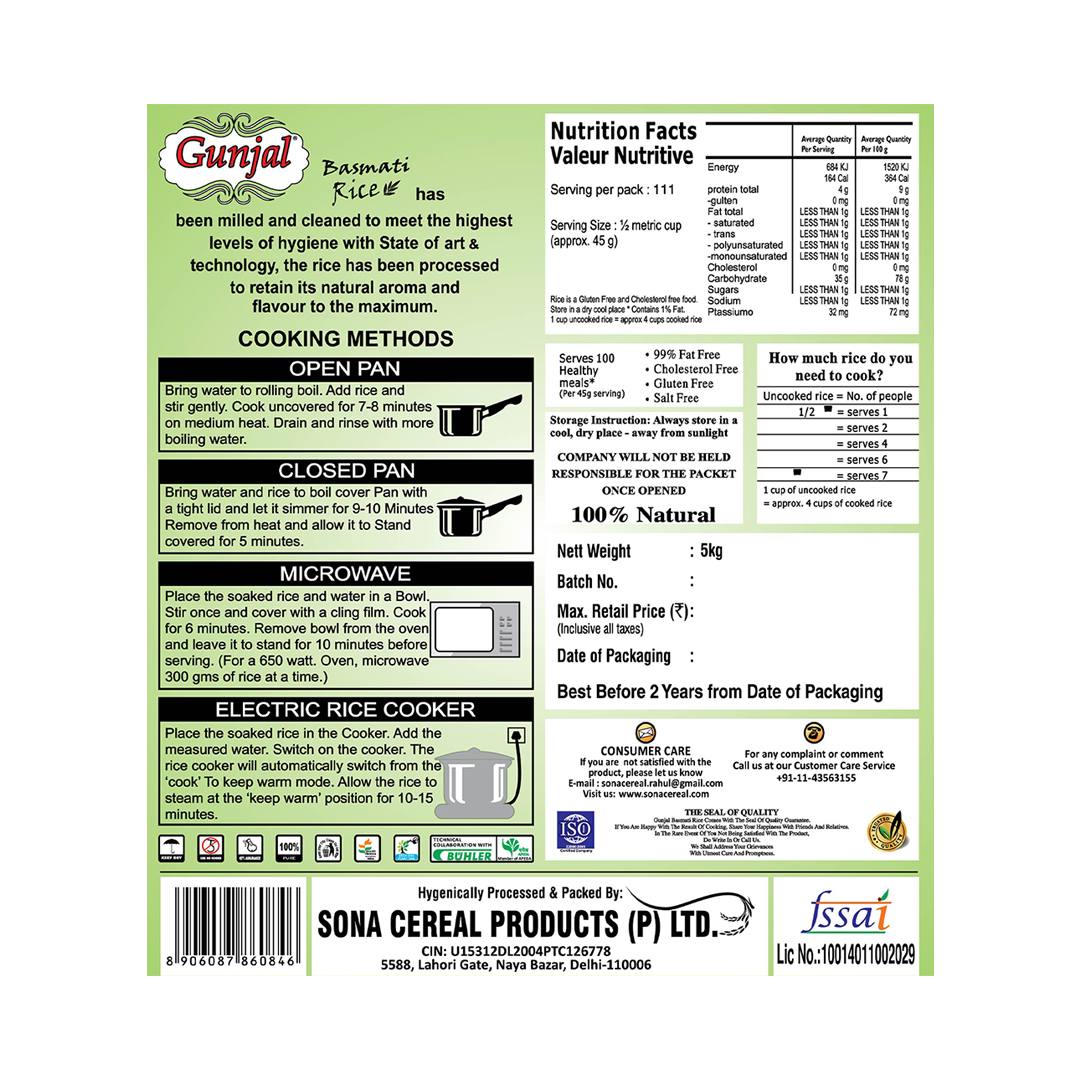 Gunjal®
Basmati
Rice has
been milled and cleaned to meet the highest
levels of hygiene with State of art &
technology, the rice has been processed
to retain its natural aroma and
flavour to the maximum.
COOKING METHODS
OPEN PAN
Bring water to rolling boil. Add rice and
stir gently. Cook uncovered for 7-8 minutes
on medium heat. Drain and rinse with more
boiling water.
CLOSED PAN
Bring water and rice to boil cover Pan with
a tight lid and let it simmer for 9-10 Minutes
Remove from heat and allow it to Stand
covered for 5 minutes.
MICROWAVE
Place the soaked rice and water in a Bowl.
Stir once and cover with a cling film. Cook
for 6 minutes. Remove bowl from the oven
and leave it to stand for 10 minutes before
serving. (For a 650 watt. Oven, microwave
300 gms of rice at a time.)
ELECTRIC RICE COOKER
Place the soaked rice in the Cooker. Add the
measured water. Switch on the cooker. The
rice cooker will automatically switch from the
‘cook’ To keep warm mode. Allow the rice to
steam at the ‘keep warm’ position for 10-15
minutes.
KEEP DRY
100%
PURE
TECHNICAL
COLLABORATION WITH
BÜHLER
Member of APEDA
Nutrition Facts
Valeur Nutritive
Serving per pack : 111
Serving Size : ½ metric cup
(approx. 45 g)
Rice is a Gluten Free and Cholesterol free food.
Store in a dry cool place * Contains 1% Fat.
1 cup uncooked rice = approx 4 cups cooked rice
Average Quantity Average Quantity
Per Serving Per 100 g
Energy 684 KJ 1520 KJ
164 Cal 364 Cal
protein total 4 g 9 g
-gulten 0 mg 0 mg
Fat total LESS THAN 1g LESS THAN 1g
- saturated LESS THAN 1g LESS THAN 1g
- trans LESS THAN 1g LESS THAN 1g
- polyunsaturated LESS THAN 1g LESS THAN 1g
-monounsaturated LESS THAN 1g LESS THAN 1g
Cholesterol 0 mg 0 mg
Carbohydrate 35 g 78 g
Sugars LESS THAN 1g LESS THAN 1g
Sodium LESS THAN 1g LESS THAN 1g
Ptassiumo 32 mg 72 mg
Serves 100
Healthy
meals*
(Per 45g serving)
• 99% Fat Free
• Cholesterol Free
• Gluten Free
• Salt Free
Storage Instruction: Always store in a
cool, dry place - away from sunlight
COMPANY WILL NOT BE HELD
RESPONSIBLE FOR THE PACKET
ONCE OPENED
100% Natural
How much rice do you
need to cook?
Uncooked rice = No. of people
1/2 = serves 1
= serves 2
= serves 4
= serves 6
= serves 7
1 cup of uncooked rice
= approx. 4 cups of cooked rice
Nett Weight : 5kg
Batch No. :
Max. Retail Price (₹):
(Inclusive all taxes)
Date of Packaging :
Best Before 2 Years from Date of Packaging
CONSUMER CARE
If you are not satisfied with the
product, please let us know
E-mail : sonacereal.rahul@gmail.com
Visit us: www.sonacereal.com
For any complaint or comment
Call us at our Customer Care Service
+91-11-43563155
THE SEAL OF QUALITY
Gunjal Basmati Rice Comes With The Seal Of Quality Guarantee.
If You Are Happy With The Result Of Cooking, Share Your Happiness With Friends And Relatives.
In The Rare Event Of You Not Being Satisfied With The Product,
Do Write In Or Call Us.
We Shall Address Your Grievances
With Utmost Care And Promptness.
ISO
Certified Company
TRUSTED
QUALITY
8 906087 860846
Hygenically Processed & Packed By:
SONA CEREAL PRODUCTS (P) LTD.
CIN: U15312DL2004PTC126778
5588, Lahori Gate, Naya Bazar, Delhi-110006
fssai
Lic No.:10014011002029